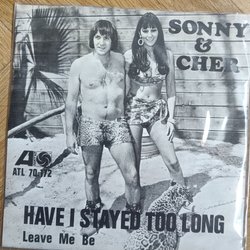 SONNY
&
CHER
ATL 70.172
HAVE I STAYED TOO LONG
Leave Me Be